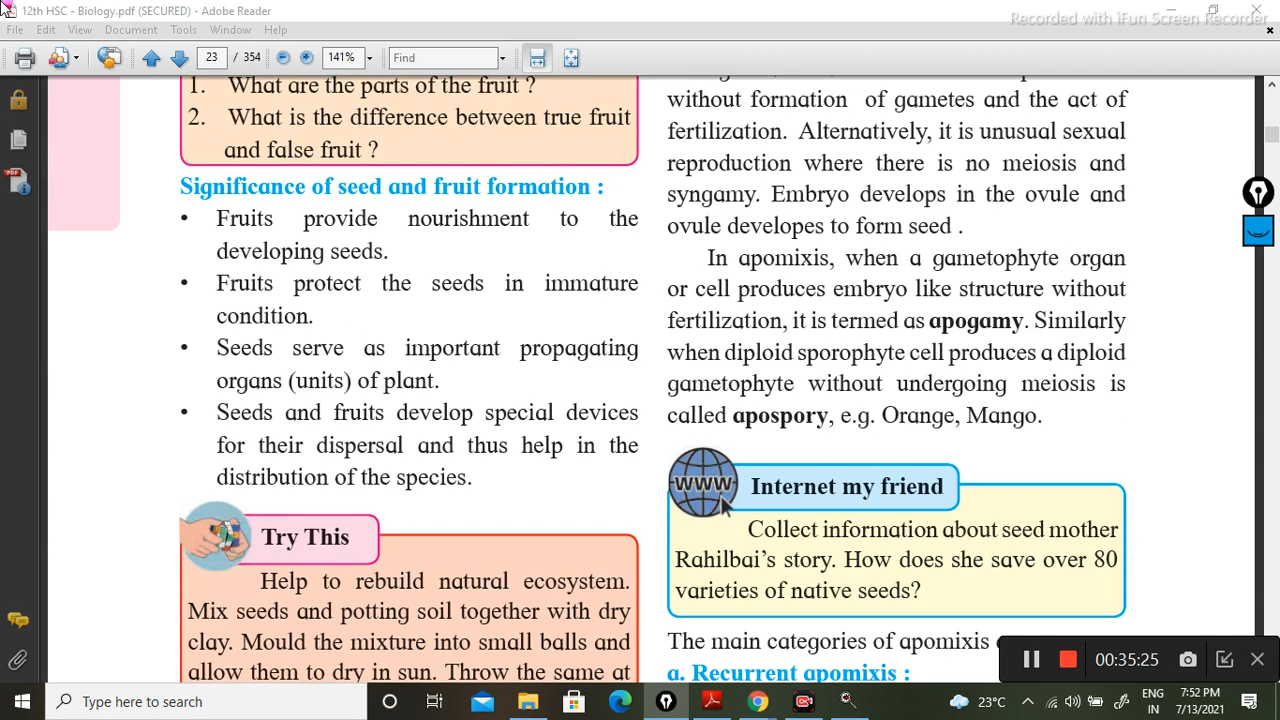 12th HSC - Biology.pdf (SECURED) - Adobe Reader
Recorded with iFun Screen Recorder
File Edit View Document Tools Window Help
23 / 354 141% Find
1. What are the parts of the fruit ?
2. What is the difference between true fruit
and false fruit ?
Significance of seed and fruit formation :
• Fruits provide nourishment to the
developing seeds.
• Fruits protect the seeds in immature
condition.
• Seeds serve as important propagating
organs (units) of plant.
• Seeds and fruits develop special devices
for their dispersal and thus help in the
distribution of the species.
Try This
Help to rebuild natural ecosystem.
Mix seeds and potting soil together with dry
clay. Mould the mixture into small balls and
allow them to dry in sun. Throw the same at
without formation of gametes and the act of
fertilization. Alternatively, it is unusual sexual
reproduction where there is no meiosis and
syngamy. Embryo develops in the ovule and
ovule developes to form seed .
In apomixis, when a gametophyte organ
or cell produces embryo like structure without
fertilization, it is termed as apogamy. Similarly
when diploid sporophyte cell produces a diploid
gametophyte without undergoing meiosis is
called apospory, e.g. Orange, Mango.
www
Internet my friend
Collect information about seed mother
Rahilbai's story. How does she save over 80
varieties of native seeds?
The main categories of apomixis
a. Recurrent apomixis :
00:35:25
Type here to search
23°C
ENG
IN
7:52 PM
7/13/2021